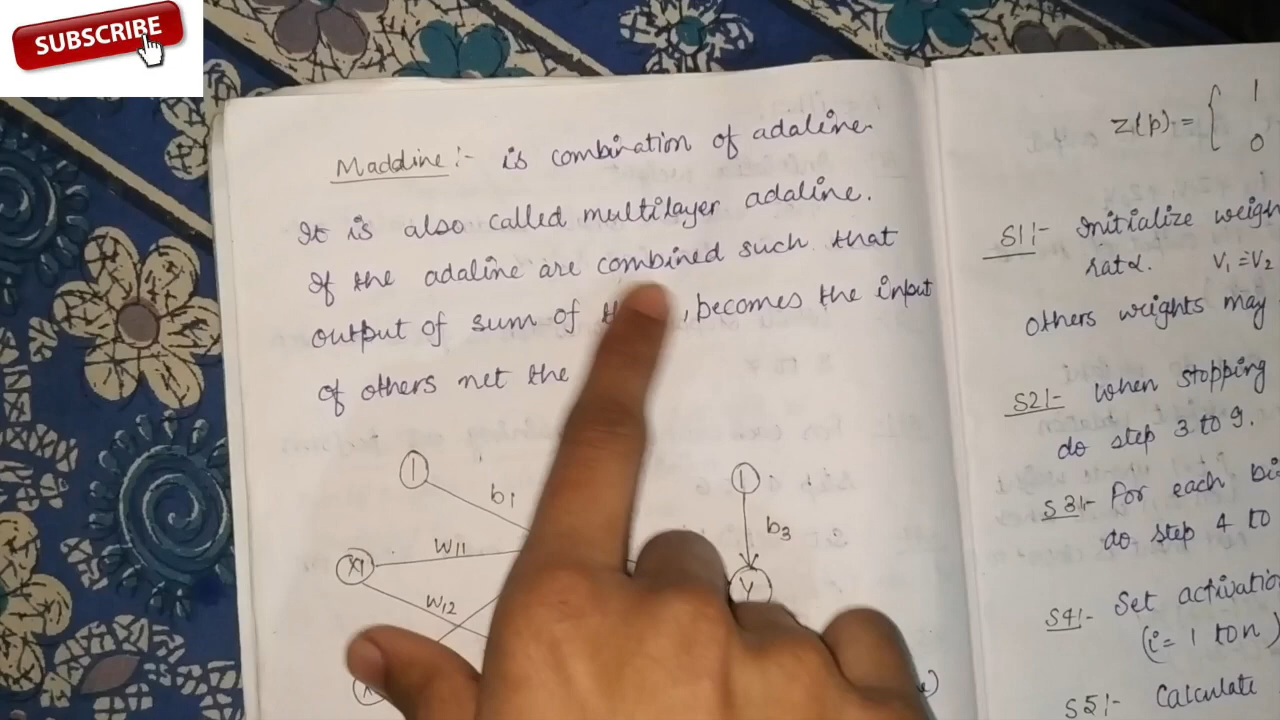 SUBSCRIBE
Maddine :- is combination of adaline.
It is also called multilayer adaline.
If the adaline are combined such that
output of sum of , becomes the input
of others net the
1
b1
1
b3
X1
W11
W12
Y
Z(p) = { 1
0
S1:- Initialize weigh
rat α. V1 = V2
Others weights may
S2:- When stopping
do step 3 to 9.
S3:- For each bi
do step 4 to
S4:- Set activatio
(i= 1 to n)
S5:- Calculate